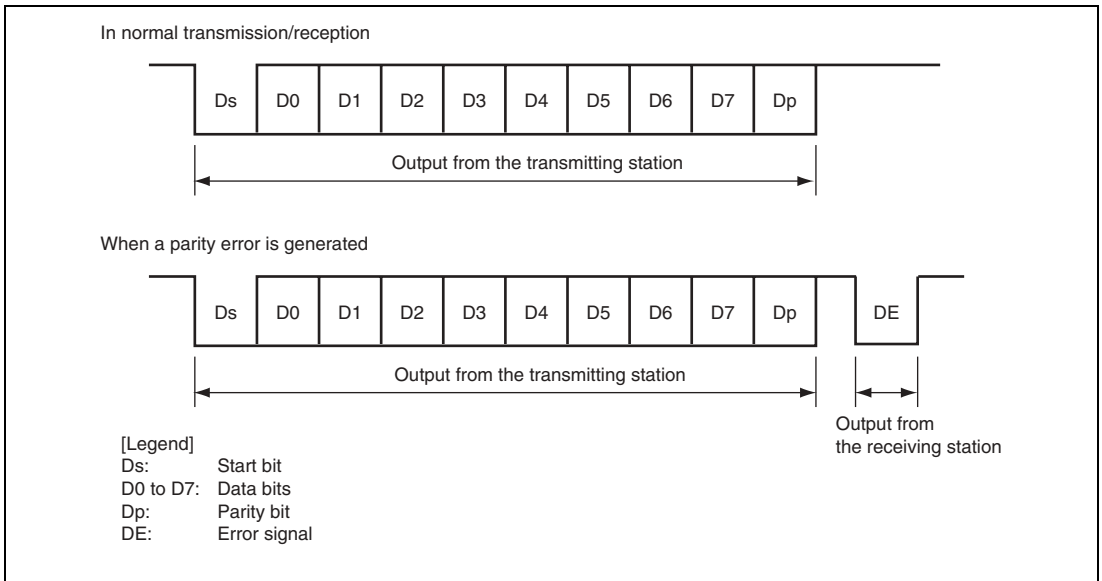 In normal transmission/reception
Ds D0 D1 D2 D3 D4 D5 D6 D7 Dp
Output from the transmitting station
When a parity error is generated
Ds D0 D1 D2 D3 D4 D5 D6 D7 Dp DE
Output from the transmitting station
Output from
the receiving station
[Legend]
Ds: Start bit
D0 to D7: Data bits
Dp: Parity bit
DE: Error signal